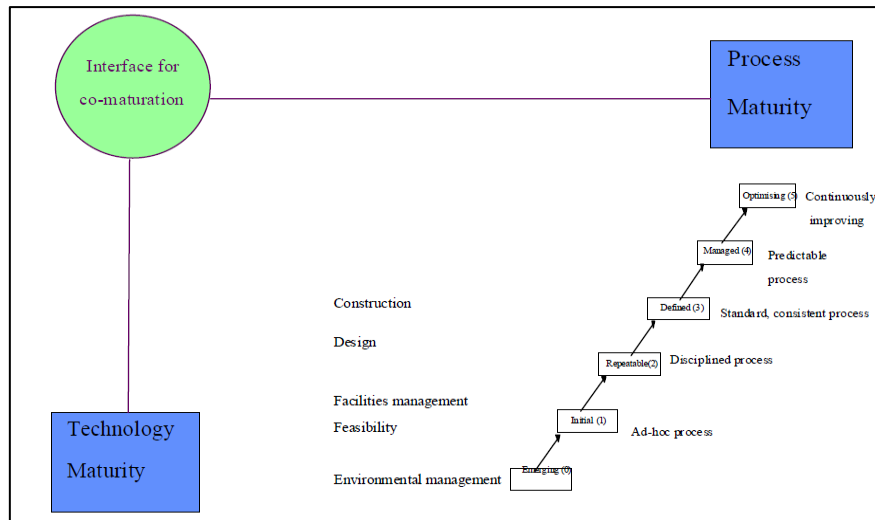 Interface for
co-maturation
Process
Maturity
Optimising (5)
Continuously
improving
Managed (4)
Predictable
process
Construction
Defined (3)
Standard, consistent process
Design
Repeatable(2)
Disciplined process
Facilities management
Feasibility
Initial (1)
Ad-hoc process
Technology
Maturity
Emerging (0)
Environmental management